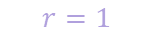 r = 1